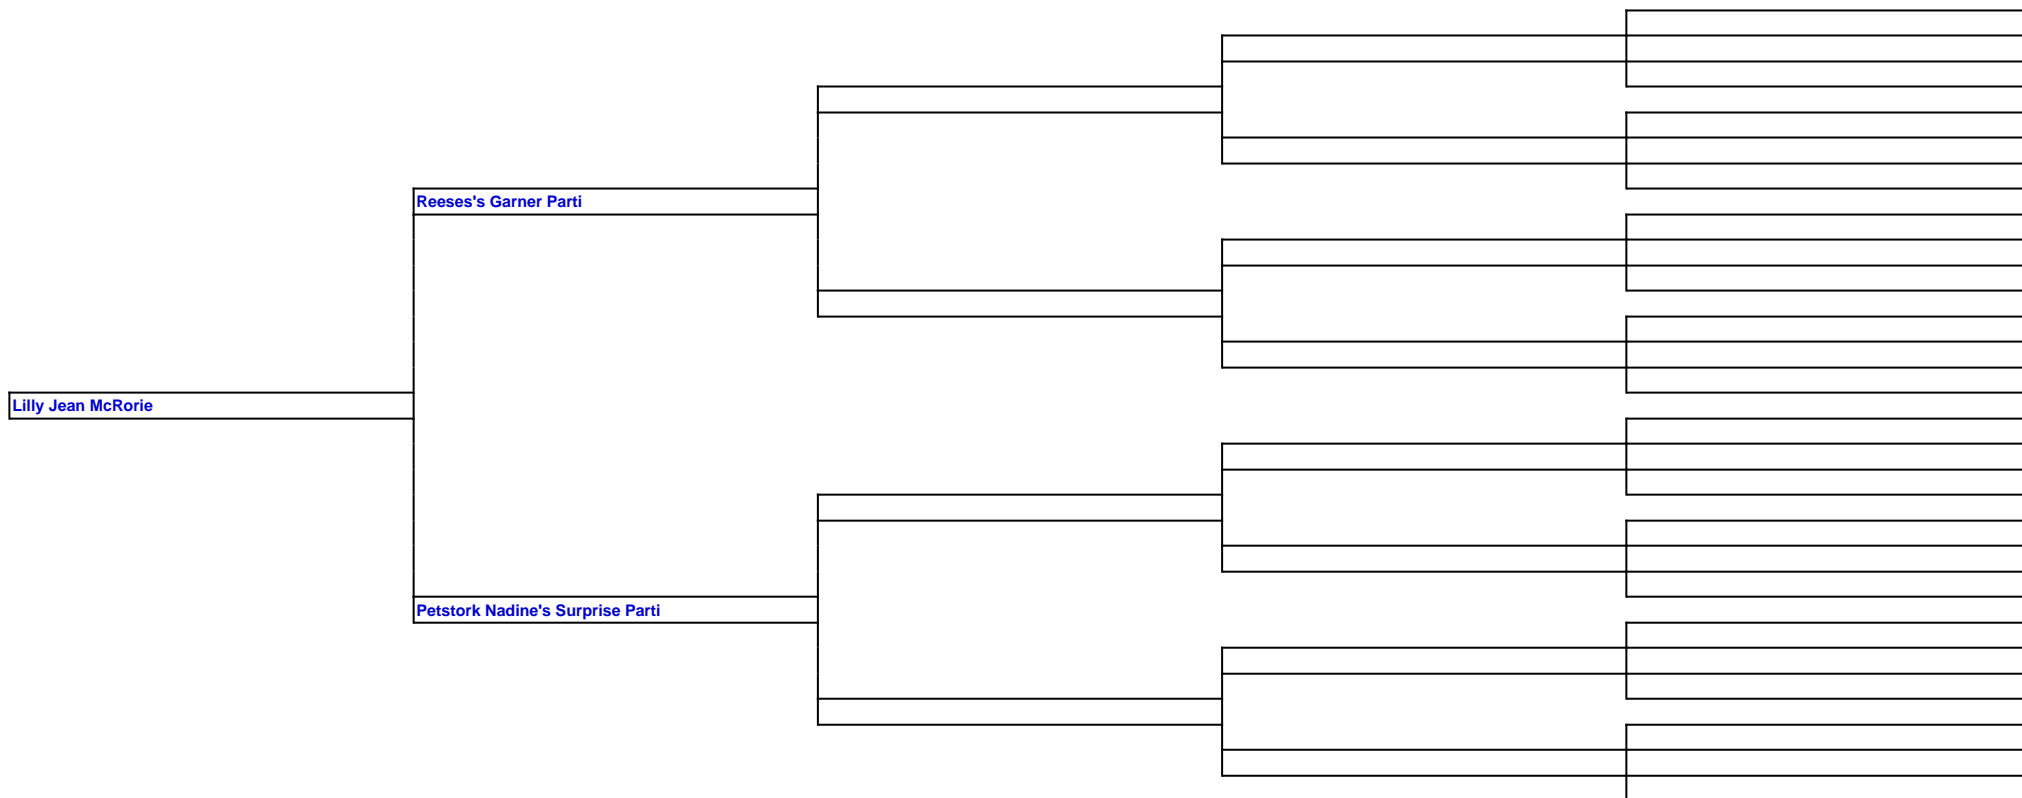 Reeses's Garner Parti
Lilly Jean McRorie
Petstork Nadine's Surprise Parti